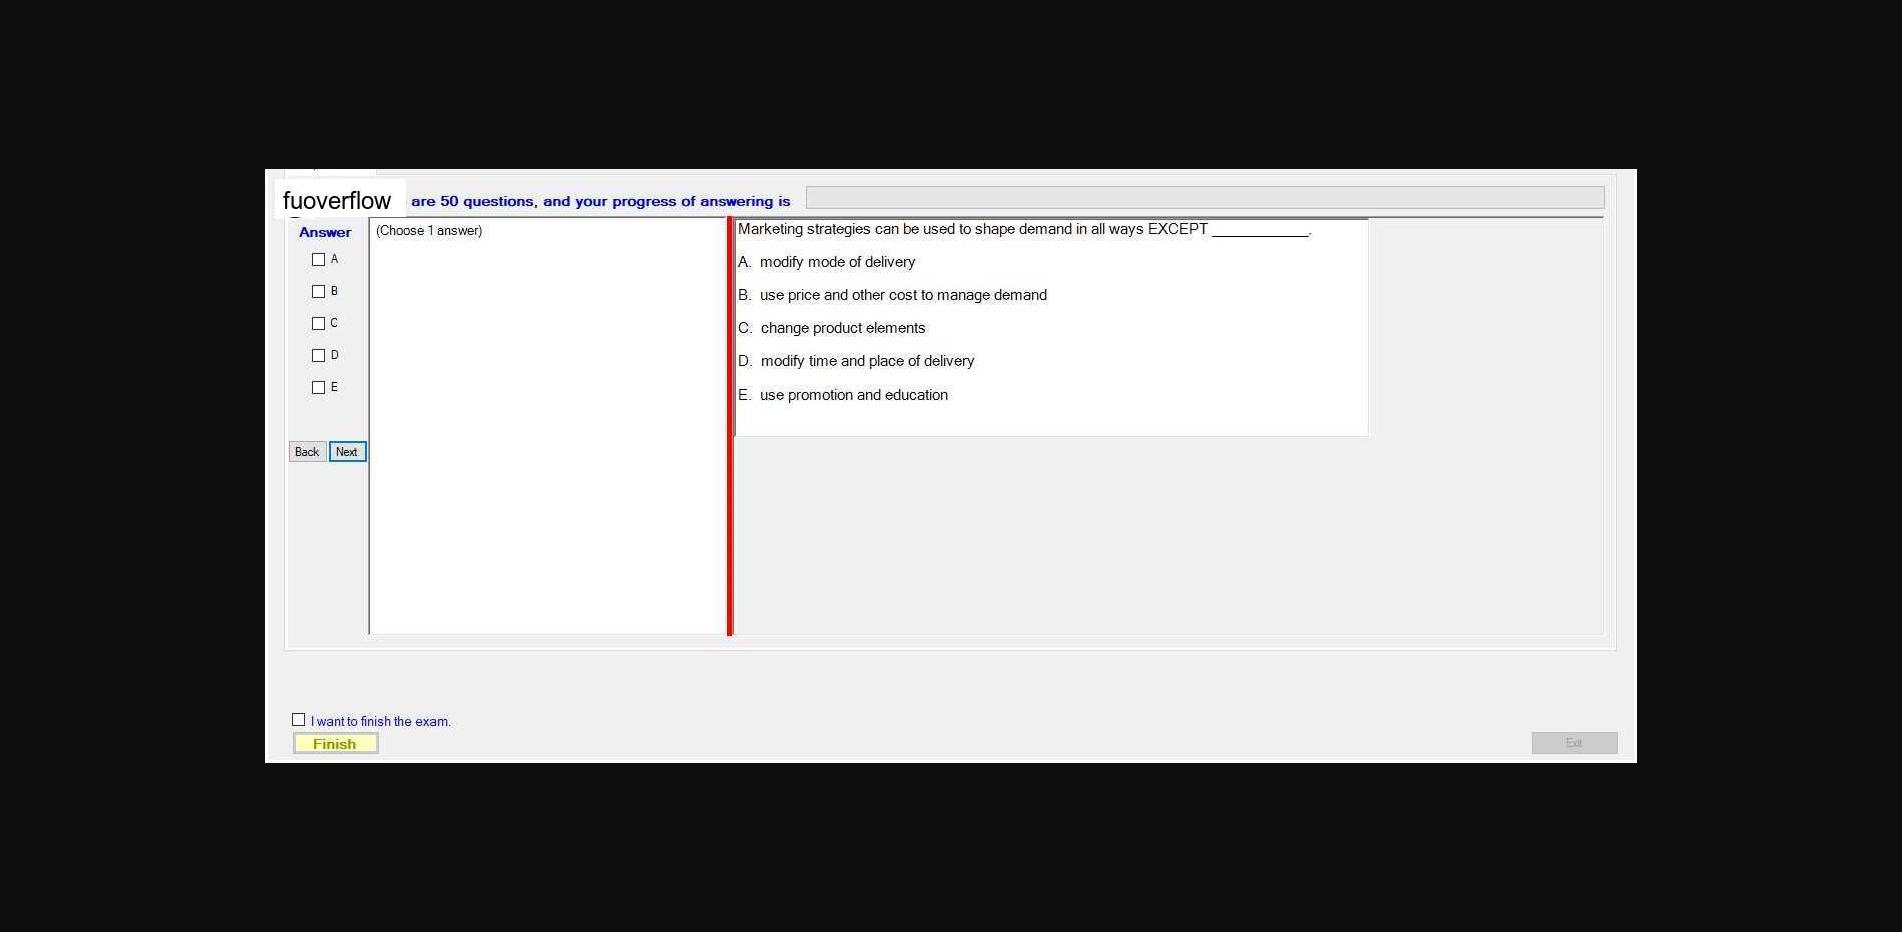 fuoverflow are 50 questions, and your progress of answering is
Answer
(Choose 1 answer)
A
B
C
D
E
Back Next
Marketing strategies can be used to shape demand in all ways EXCEPT ____________.
A. modify mode of delivery
B. use price and other cost to manage demand
C. change product elements
D. modify time and place of delivery
E. use promotion and education
I want to finish the exam.
Finish
Exit